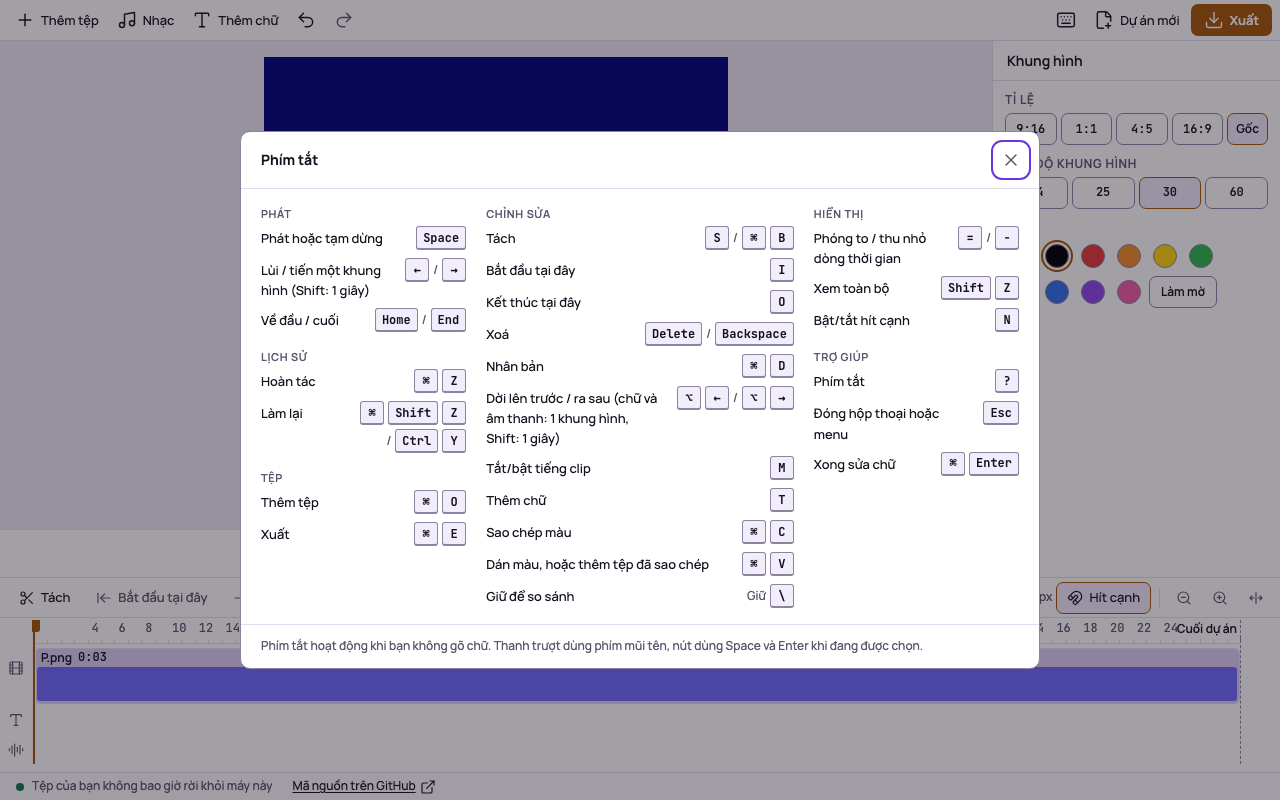 Thêm tệp
Nhạc
Thêm chữ
Dự án mới
Xuất
Khung hình
TỈ LỆ
9:16
1:1
4:5
16:9
Gốc
ĐỘ KHUNG HÌNH
25
30
60
Làm mờ
Phím tắt
PHÁT
Phát hoặc tạm dừng Space
Lùi / tiến một khung ← / →
hình (Shift: 1 giây)
Về đầu / cuối Home / End
LỊCH SỬ
Hoàn tác ⌘ Z
Làm lại ⌘ Shift Z
/ Ctrl Y
TỆP
Thêm tệp ⌘ O
Xuất ⌘ E
CHỈNH SỬA
Tách S / ⌘ B
Bắt đầu tại đây I
Kết thúc tại đây O
Xoá Delete / Backspace
Nhân bản ⌘ D
Dời lên trước / ra sau (chữ và ⌥ ← / ⌥ →
âm thanh: 1 khung hình,
Shift: 1 giây)
Tắt/bật tiếng clip M
Thêm chữ T
Sao chép màu ⌘ C
Dán màu, hoặc thêm tệp đã sao chép ⌘ V
Giữ để so sánh Giữ \
HIỂN THỊ
Phóng to / thu nhỏ = / -
dòng thời gian
Xem toàn bộ Shift Z
Bật/tắt hít cạnh N
TRỢ GIÚP
Phím tắt ?
Đóng hộp thoại hoặc Esc
menu
Xong sửa chữ ⌘ Enter
Phím tắt hoạt động khi bạn không gõ chữ. Thanh trượt dùng phím mũi tên, nút dùng Space và Enter khi đang được chọn.
Tách
Bắt đầu tại đây
px
Hít cạnh
4 6 8 10 12 14
16 18 20 22 24
Cuối dự án
P.png 0:03
Tệp của bạn không bao giờ rời khỏi máy này
Mã nguồn trên GitHub